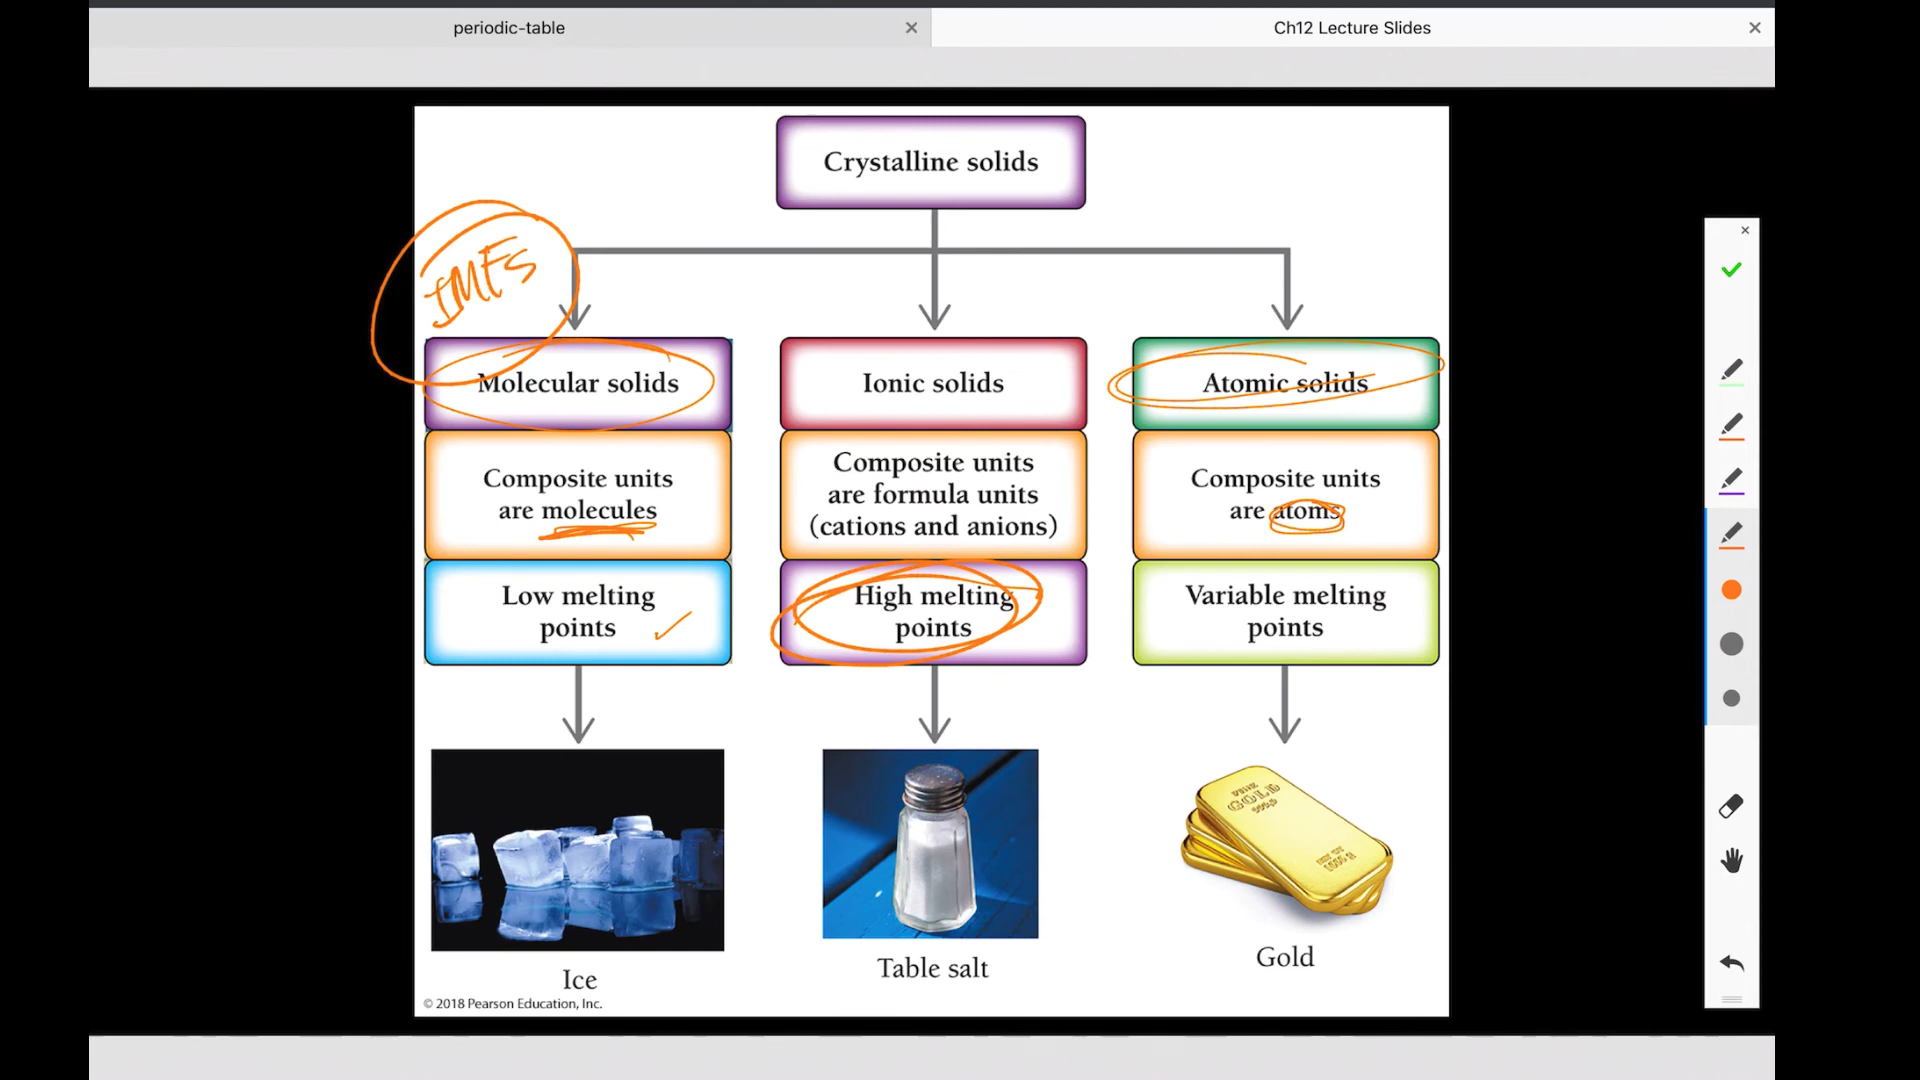 periodic-table
Ch12 Lecture Slides
Crystalline solids
IMFs
Molecular solids
Composite units
are molecules
Low melting
points
Ice
Ionic solids
Composite units
are formula units
(cations and anions)
High melting
points
Table salt
Atomic solids
Composite units
are atoms
Variable melting
points
GOLD
Gold
© 2018 Pearson Education, Inc.